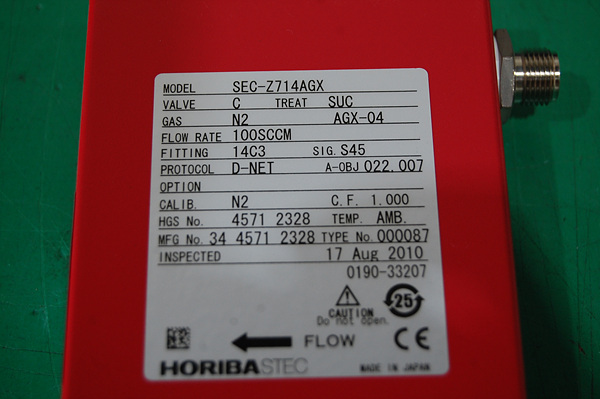 MODEL SEC-Z714AGX
VALVE C TREAT SUC
GAS N2 AGX-04
FLOW RATE 100SCCM
FITTING 14C3 SIG. S45
PROTOCOL D-NET A-OBJ 022.007
OPTION
CALIB. N2 C.F. 1.000
HGS No. 4571 2328 TEMP. AMB.
MFG No. 34 4571 2328 TYPE No. 000087
INSPECTED 17 Aug 2010
0190-33207
CAUTION
Do not open.
25
FLOW
CE
HORIBASTEC
MADE IN JAPAN